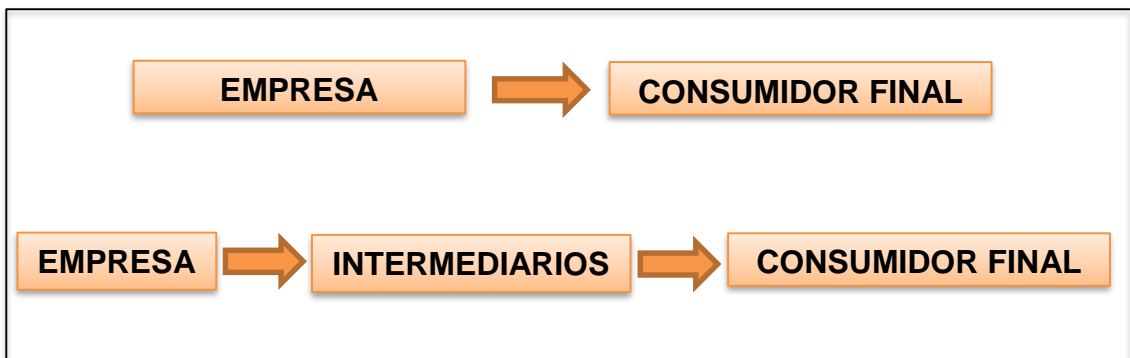 EMPRESA CONSUMIDOR FINAL
EMPRESA INTERMEDIARIOS CONSUMIDOR FINAL